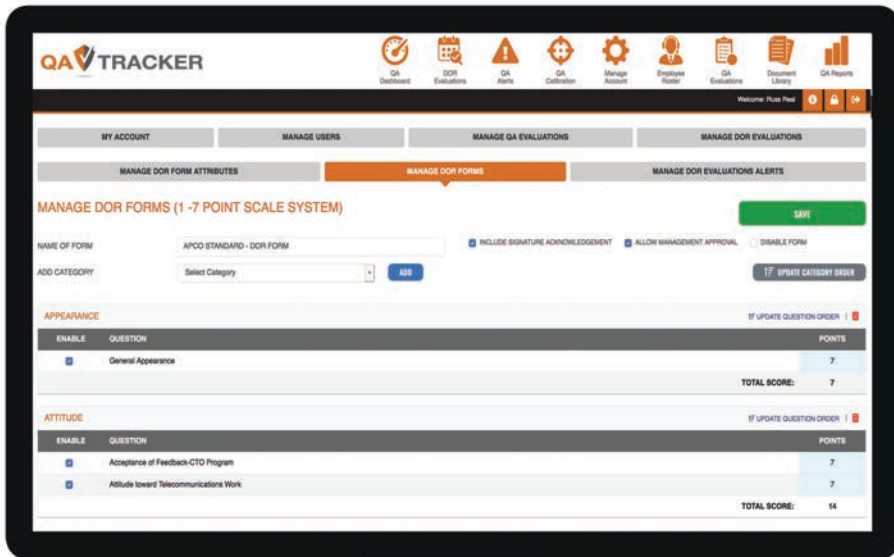 QA TRACKER
QA Dashboard
DOR Evaluations
QA Alerts
QA Calibration
Manage Account
Employee Roster
QA Evaluations
Document Library
QA Reports
Welcome: Russ Real
MY ACCOUNT MANAGE USERS MANAGE QA EVALUATIONS MANAGE DOR EVALUATIONS
MANAGE DOR FORM ATTRIBUTES MANAGE DOR FORMS MANAGE DOR EVALUATIONS ALERTS
MANAGE DOR FORMS (1 -7 POINT SCALE SYSTEM) SAVE
NAME OF FORM APCO STANDARD - DOR FORM INCLUDE SIGNATURE ACKNOWLEDGEMENT ALLOW MANAGEMENT APPROVAL DISABLE FORM
ADD CATEGORY Select Category ADD UPDATE CATEGORY ORDER
APPEARANCE UPDATE QUESTION ORDER |
ENABLE QUESTION POINTS
General Appearance 7
TOTAL SCORE: 7
ATTITUDE UPDATE QUESTION ORDER |
ENABLE QUESTION POINTS
Acceptance of Feedback-CTO Program 7
Attitude toward Telecommunications Work 7
TOTAL SCORE: 14